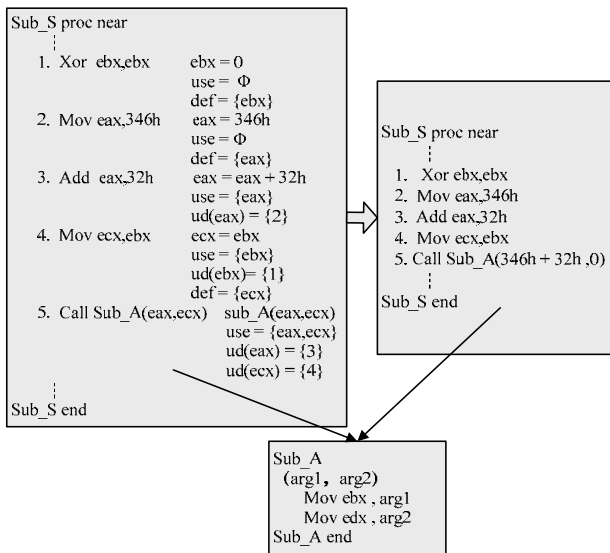 Sub_S proc near
1. Xor ebx,ebx ebx = 0
use = Φ
def = {ebx}
2. Mov eax,346h eax = 346h
use = Φ
def = {eax}
3. Add eax,32h eax = eax + 32h
use = {eax}
ud(eax) = {2}
4. Mov ecx,ebx ecx = ebx
use = {ebx}
ud(ebx) = {1}
def = {ecx}
5. Call Sub_A(eax,ecx) sub_A(eax,ecx)
use = {eax,ecx}
ud(eax) = {3}
ud(ecx) = {4}
Sub_S end
Sub_S proc near
1. Xor ebx,ebx
2. Mov eax,346h
3. Add eax,32h
4. Mov ecx,ebx
5. Call Sub_A(346h + 32h ,0)
Sub_S end
Sub_A
(arg1, arg2)
Mov ebx , arg1
Mov edx , arg2
Sub_A end